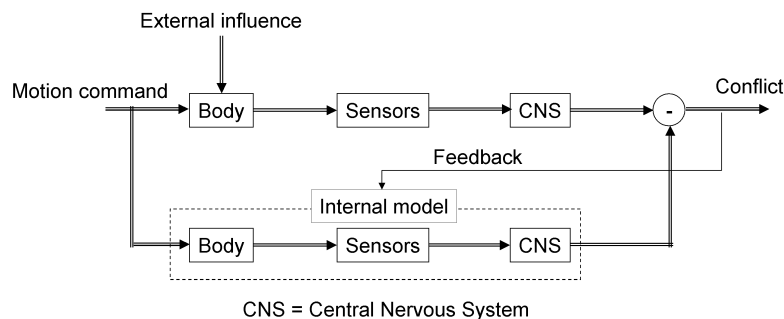 External influence
Motion command
Body
Sensors
CNS
-
Conflict
Feedback
Internal model
Body
Sensors
CNS
CNS = Central Nervous System